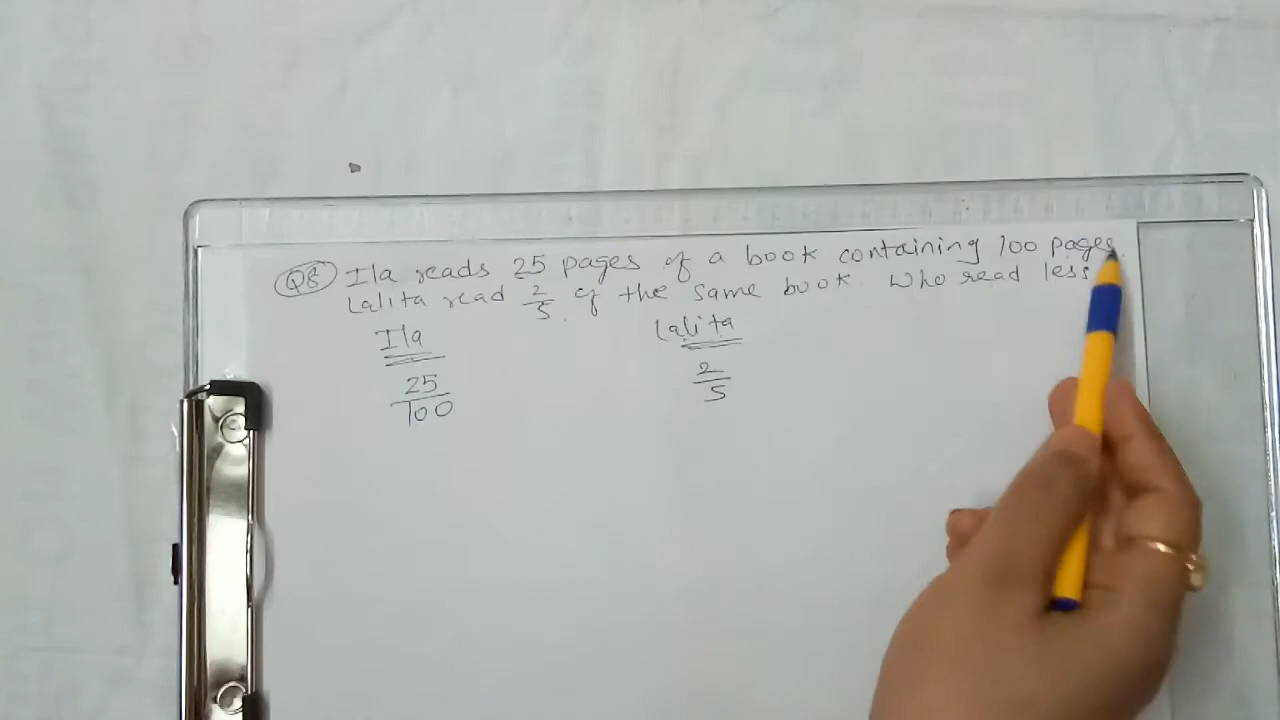 Q8 Ila reads 25 pages of a book containing 100 pages.
Lalita read 2/5 of the same book. Who read less
Ila Lalita
25/100 2/5